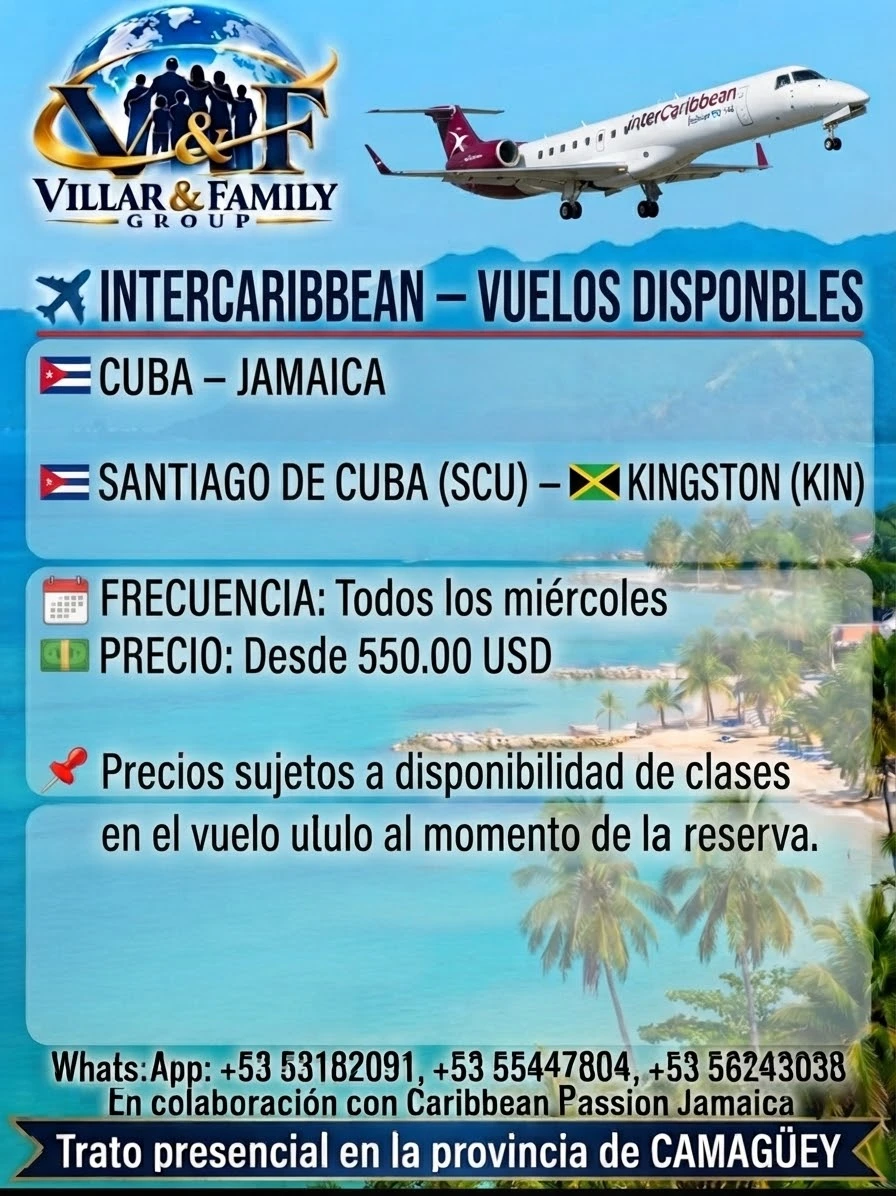 V&F
VILLAR & FAMILY
GROUP
interCaribbean
INTERCARIBBEAN – VUELOS DISPONBLES
CUBA – JAMAICA
SANTIAGO DE CUBA (SCU) – KINGSTON (KIN)
FRECUENCIA: Todos los miércoles
PRECIO: Desde 550.00 USD
Precios sujetos a disponibilidad de clases
en el vuelo ululo al momento de la reserva.
Whats:App: +53 53182091, +53 55447804, +53 56243038
En colaboración con Caribbean Passion Jamaica
Trato presencial en la provincia de CAMAGÜEY